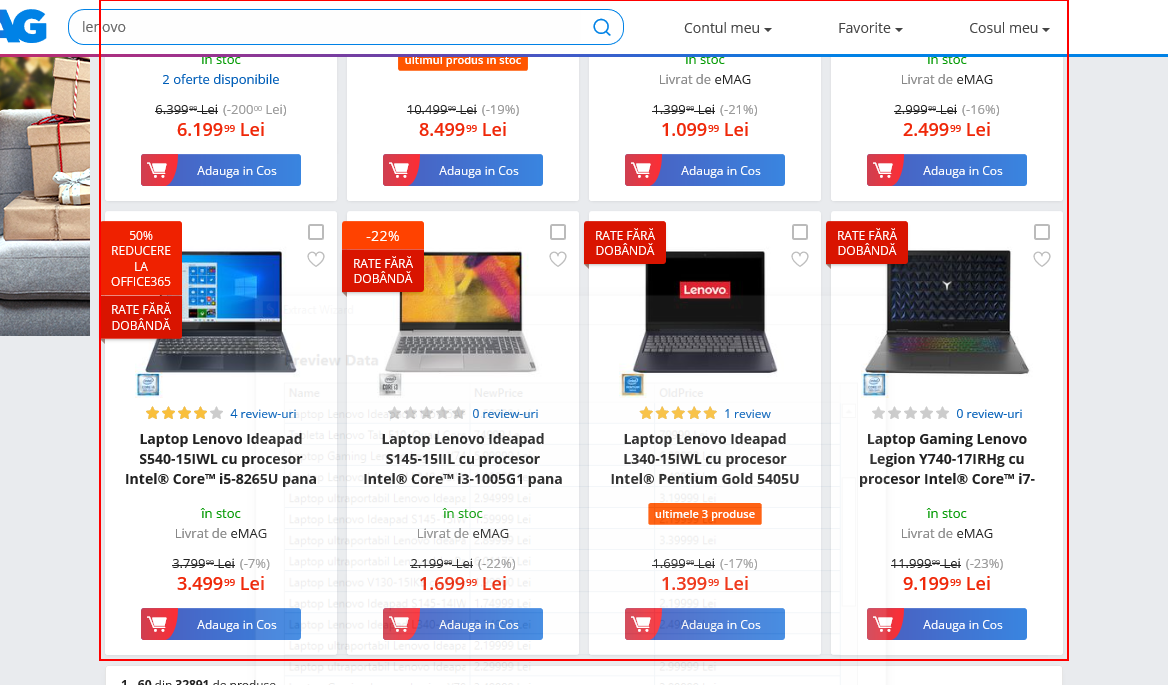 AG
lenovo
Contul meu
Favorite
Cosul meu
în stoc
2 oferte disponibile
6.399⁹⁹ Lei (-200⁰⁰ Lei)
6.199⁹⁹ Lei
Adauga in Cos
ultimul produs in stoc
10.499⁹⁹ Lei (-19%)
8.499⁹⁹ Lei
Adauga in Cos
în stoc
Livrat de eMAG
1.399⁹⁹ Lei (-21%)
1.099⁹⁹ Lei
Adauga in Cos
în stoc
Livrat de eMAG
2.999⁹⁹ Lei (-16%)
2.499⁹⁹ Lei
Adauga in Cos
50%
REDUCERE
LA
OFFICE365
RATE FĂRĂ
DOBÂNDĂ
4 review-uri
Laptop Lenovo Ideapad
S540-15IWL cu procesor
Intel® Core™ i5-8265U pana
în stoc
Livrat de eMAG
3.799⁹⁹ Lei (-7%)
3.499⁹⁹ Lei
Adauga in Cos
-22%
RATE FĂRĂ
DOBÂNDĂ
0 review-uri
Laptop Lenovo Ideapad
S145-15IIL cu procesor
Intel® Core™ i3-1005G1 pana
în stoc
Livrat de eMAG
2.199⁹⁹ Lei (-22%)
1.699⁹⁹ Lei
Adauga in Cos
RATE FĂRĂ
DOBÂNDĂ
Lenovo
1 review
Laptop Lenovo Ideapad
L340-15IWL cu procesor
Intel® Pentium Gold 5405U
ultimele 3 produse
1.699⁹⁹ Lei (-17%)
1.399⁹⁹ Lei
Adauga in Cos
RATE FĂRĂ
DOBÂNDĂ
0 review-uri
Laptop Gaming Lenovo
Legion Y740-17IRHg cu
procesor Intel® Core™ i7-
în stoc
Livrat de eMAG
11.999⁹⁹ Lei (-23%)
9.199⁹⁹ Lei
Adauga in Cos
Extract Wizard
Preview Data
Name NewPrice OldPrice
1 - 60 din 32891 de produse